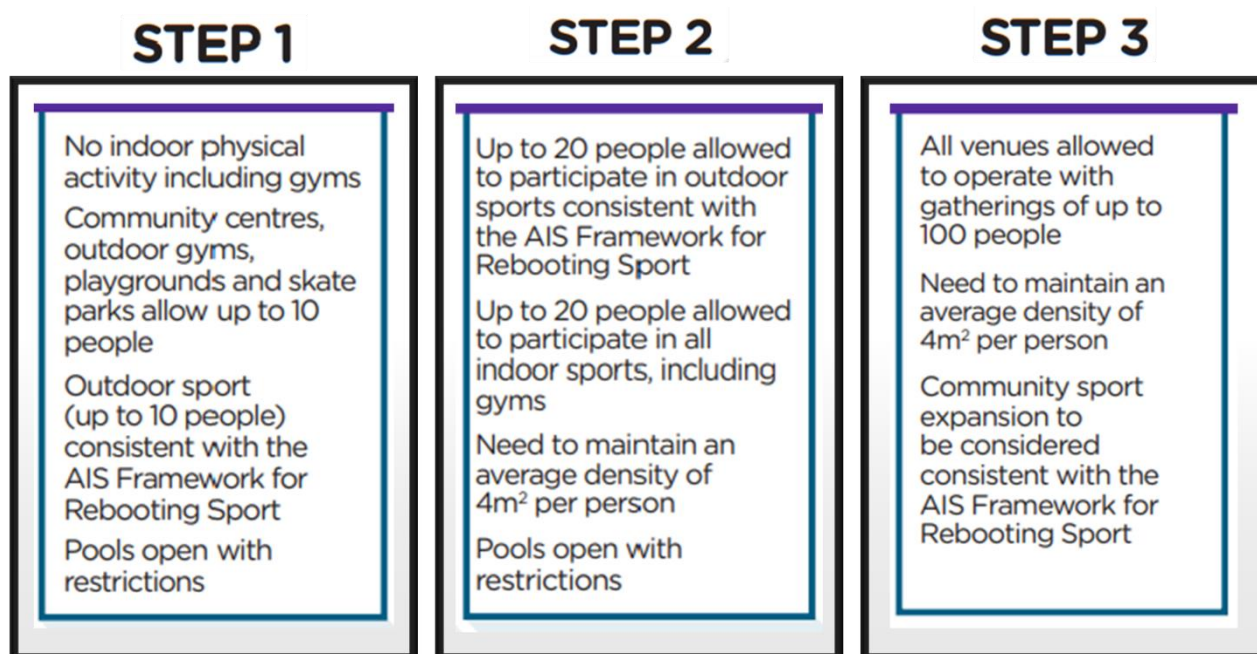 STEP 1
No indoor physical
activity including gyms
Community centres,
outdoor gyms,
playgrounds and skate
parks allow up to 10
people
Outdoor sport
(up to 10 people)
consistent with the
AIS Framework for
Rebooting Sport
Pools open with
restrictions
STEP 2
Up to 20 people allowed
to participate in outdoor
sports consistent with
the AIS Framework for
Rebooting Sport
Up to 20 people allowed
to participate in all
indoor sports, including
gyms
Need to maintain an
average density of
4m² per person
Pools open with
restrictions
STEP 3
All venues allowed
to operate with
gatherings of up to
100 people
Need to maintain an
average density of
4m² per person
Community sport
expansion to
be considered
consistent with the
AIS Framework for
Rebooting Sport